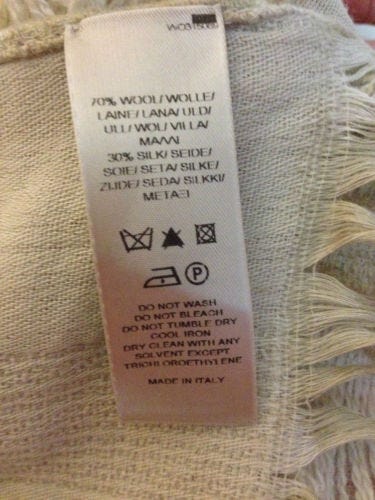 70% WOOL/WOLLE/
LAINE/LANA/ULD/
ULL/WOL/VILLA/
30% SILK/SEIDE/
SOIE/SETA/SILKE/
ZIJDE/SEDA/SILKKI/
P
DO NOT WASH
DO NOT BLEACH
DO NOT TUMBLE DRY
COOL IRON
DRY CLEAN WITH ANY
SOLVENT EXCEPT
TRICHLOROETHYLENE
MADE IN ITALY